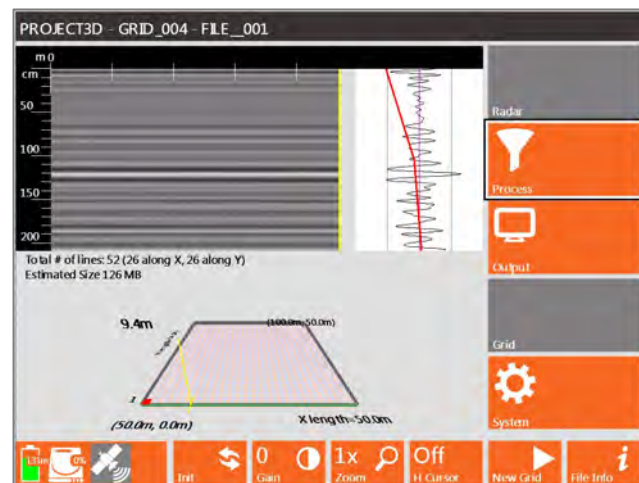 PROJECT3D - GRID_004 - FILE__001
m 0
cm
50
100
150
200
Radar
Process
Output
Grid
System
Total # of lines: 52 (26 along X, 26 along Y)
Estimated Size 126 MB
9.4m
(100.0m, 50.0m)
(50.0m, 0.0m)
X length=50.0m
0%
Init
0
Gain
1x
Zoom
Off
H Cursor
New Grid
File Info